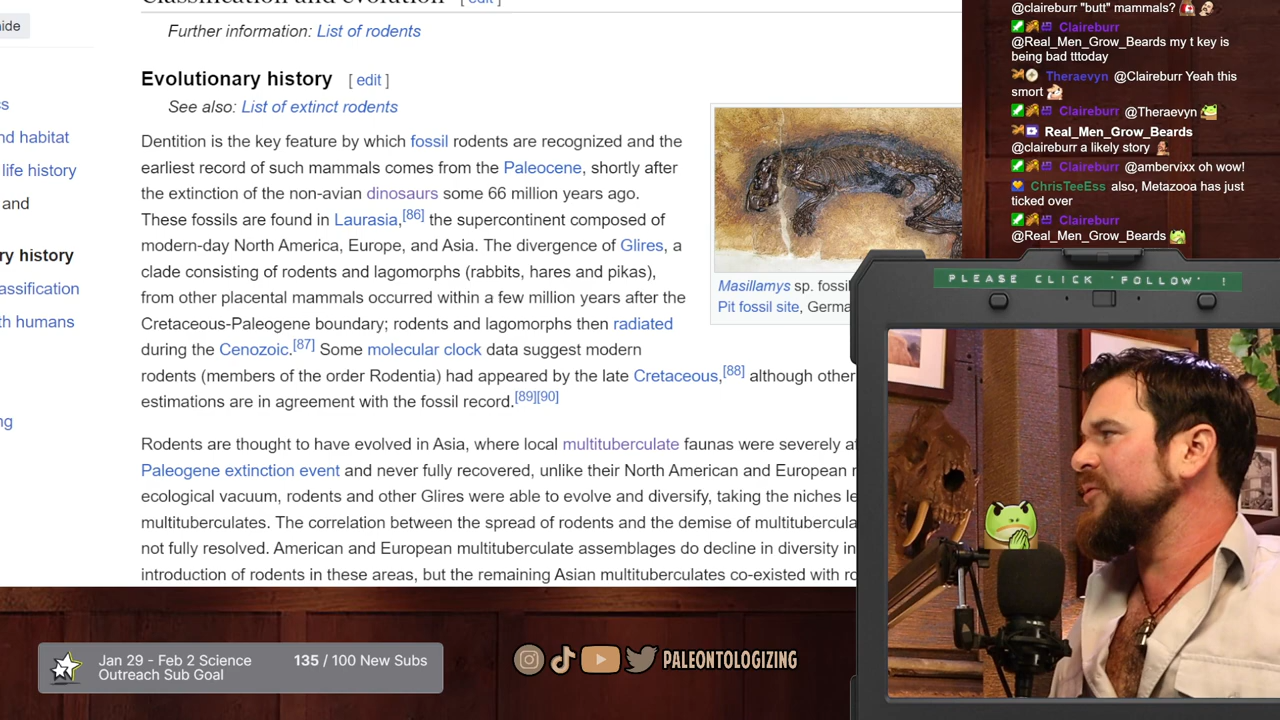 Classification and evolution [ edit ]
ide
Further information: List of rodents
Evolutionary history [ edit ]
See also: List of extinct rodents
nd habitat
life history
and
ry history
assification
th humans
ng
Dentition is the key feature by which fossil rodents are recognized and the
earliest record of such mammals comes from the Paleocene, shortly after
the extinction of the non-avian dinosaurs some 66 million years ago.
These fossils are found in Laurasia,[86] the supercontinent composed of
modern-day North America, Europe, and Asia. The divergence of Glires, a
clade consisting of rodents and lagomorphs (rabbits, hares and pikas),
from other placental mammals occurred within a few million years after the
Cretaceous-Paleogene boundary; rodents and lagomorphs then radiated
during the Cenozoic.[87] Some molecular clock data suggest modern
rodents (members of the order Rodentia) had appeared by the late Cretaceous,[88] although other
estimations are in agreement with the fossil record.[89][90]
Masillamys sp. fossil
Pit fossil site, Germa
Rodents are thought to have evolved in Asia, where local multituberculate faunas were severely af
Paleogene extinction event and never fully recovered, unlike their North American and European r
ecological vacuum, rodents and other Glires were able to evolve and diversify, taking the niches le
multituberculates. The correlation between the spread of rodents and the demise of multitubercula
not fully resolved. American and European multituberculate assemblages do decline in diversity in
introduction of rodents in these areas, but the remaining Asian multituberculates co-existed with ro
@claireburr "butt" mammals?
Claireburr
@Real_Men_Grow_Beards my t key is
being bad tttoday
Theraevyn @Claireburr Yeah this
smort
Claireburr @Theraevyn
Real_Men_Grow_Beards
@claireburr a likely story
Claireburr @ambervixx oh wow!
ChrisTeeEss also, Metazooa has just
ticked over
Claireburr
@Real_Men_Grow_Beards
PLEASE CLICK 'FOLLOW' !
Jan 29 - Feb 2 Science 135 / 100 New Subs
Outreach Sub Goal
PALEONTOLOGIZING